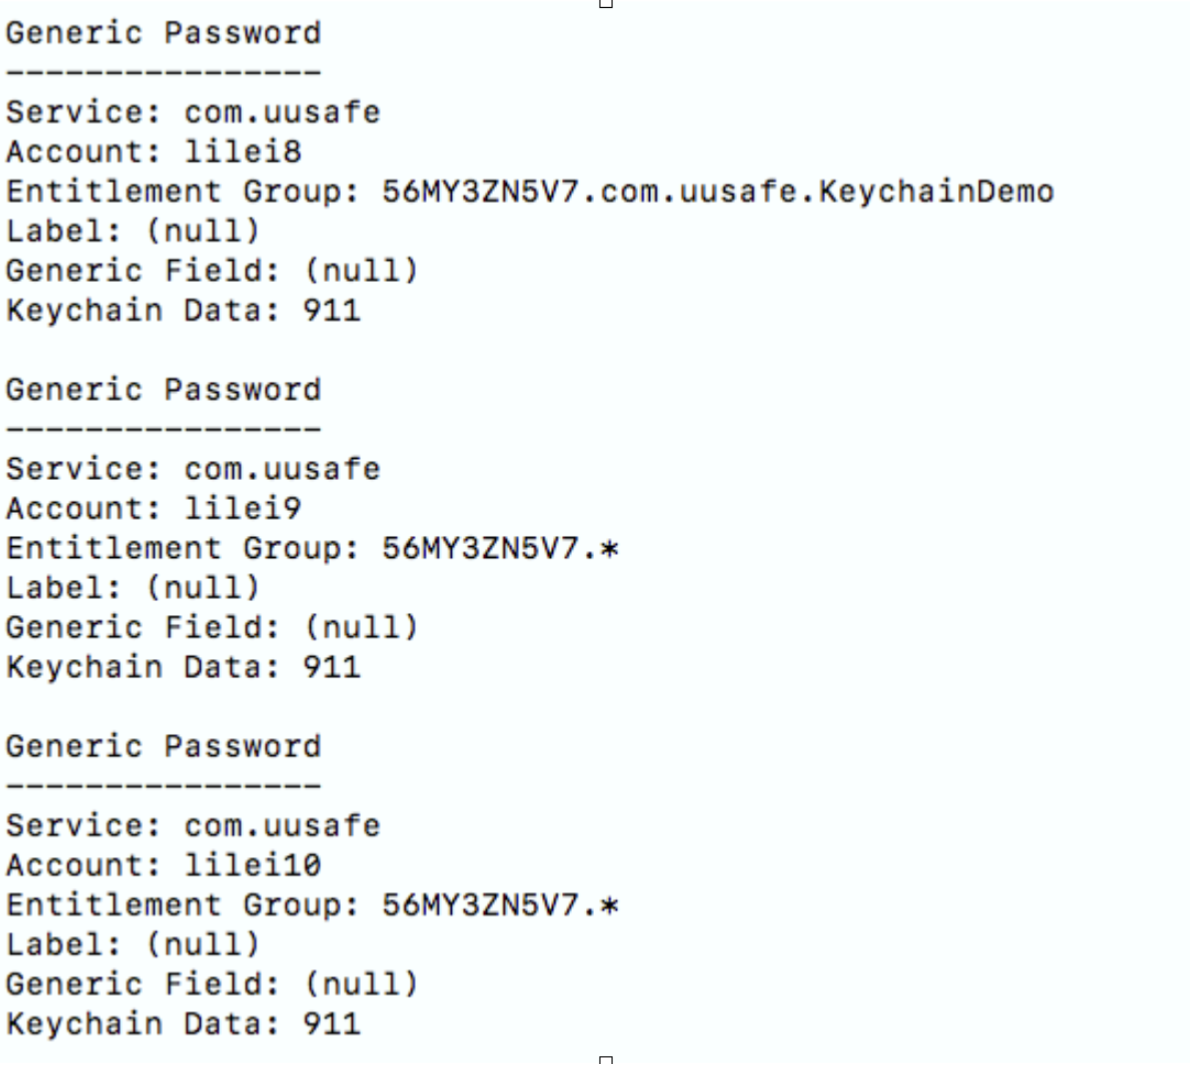 Generic Password
----------------
Service: com.uusafe
Account: lilei8
Entitlement Group: 56MY3ZN5V7.com.uusafe.KeychainDemo
Label: (null)
Generic Field: (null)
Keychain Data: 911

Generic Password
----------------
Service: com.uusafe
Account: lilei9
Entitlement Group: 56MY3ZN5V7.*
Label: (null)
Generic Field: (null)
Keychain Data: 911

Generic Password
----------------
Service: com.uusafe
Account: lilei10
Entitlement Group: 56MY3ZN5V7.*
Label: (null)
Generic Field: (null)
Keychain Data: 911